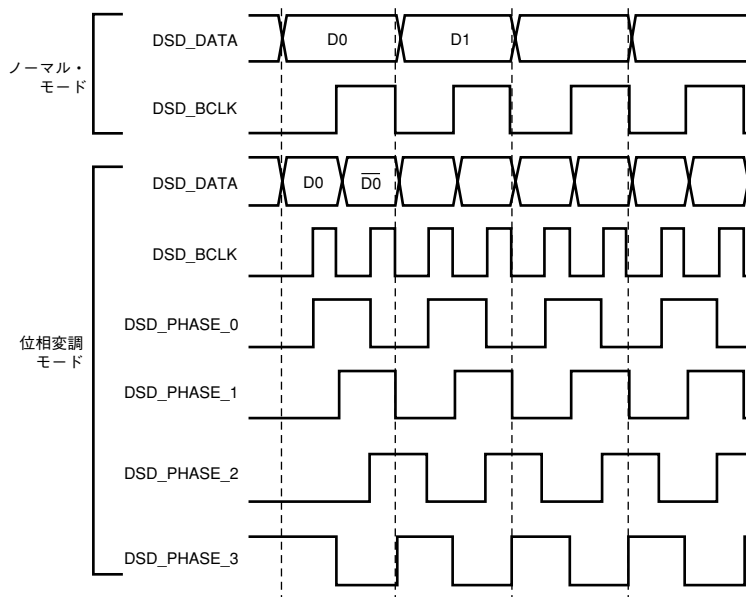 ノーマル・
モード
DSD_DATA
D0
D1
DSD_BCLK
位相変調
モード
DSD_DATA
D0
D̅0̅
DSD_BCLK
DSD_PHASE_0
DSD_PHASE_1
DSD_PHASE_2
DSD_PHASE_3